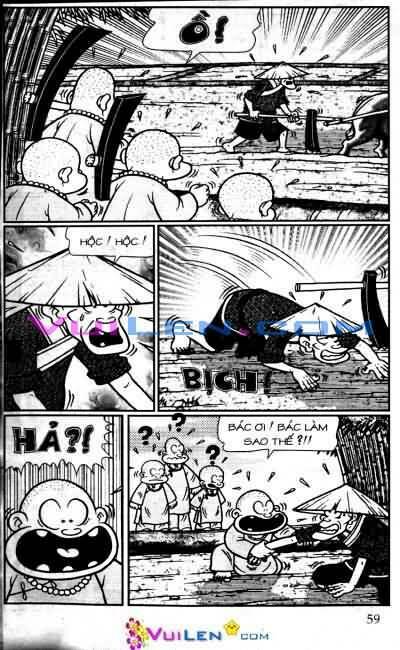 Ồ!
HỘC! HỘC!
BỊCH!
VUILEN.COM
HẢ?!
? ? ?
BÁC ƠI! BÁC LÀM
SAO THẾ?!!
59
VUILEN.COM